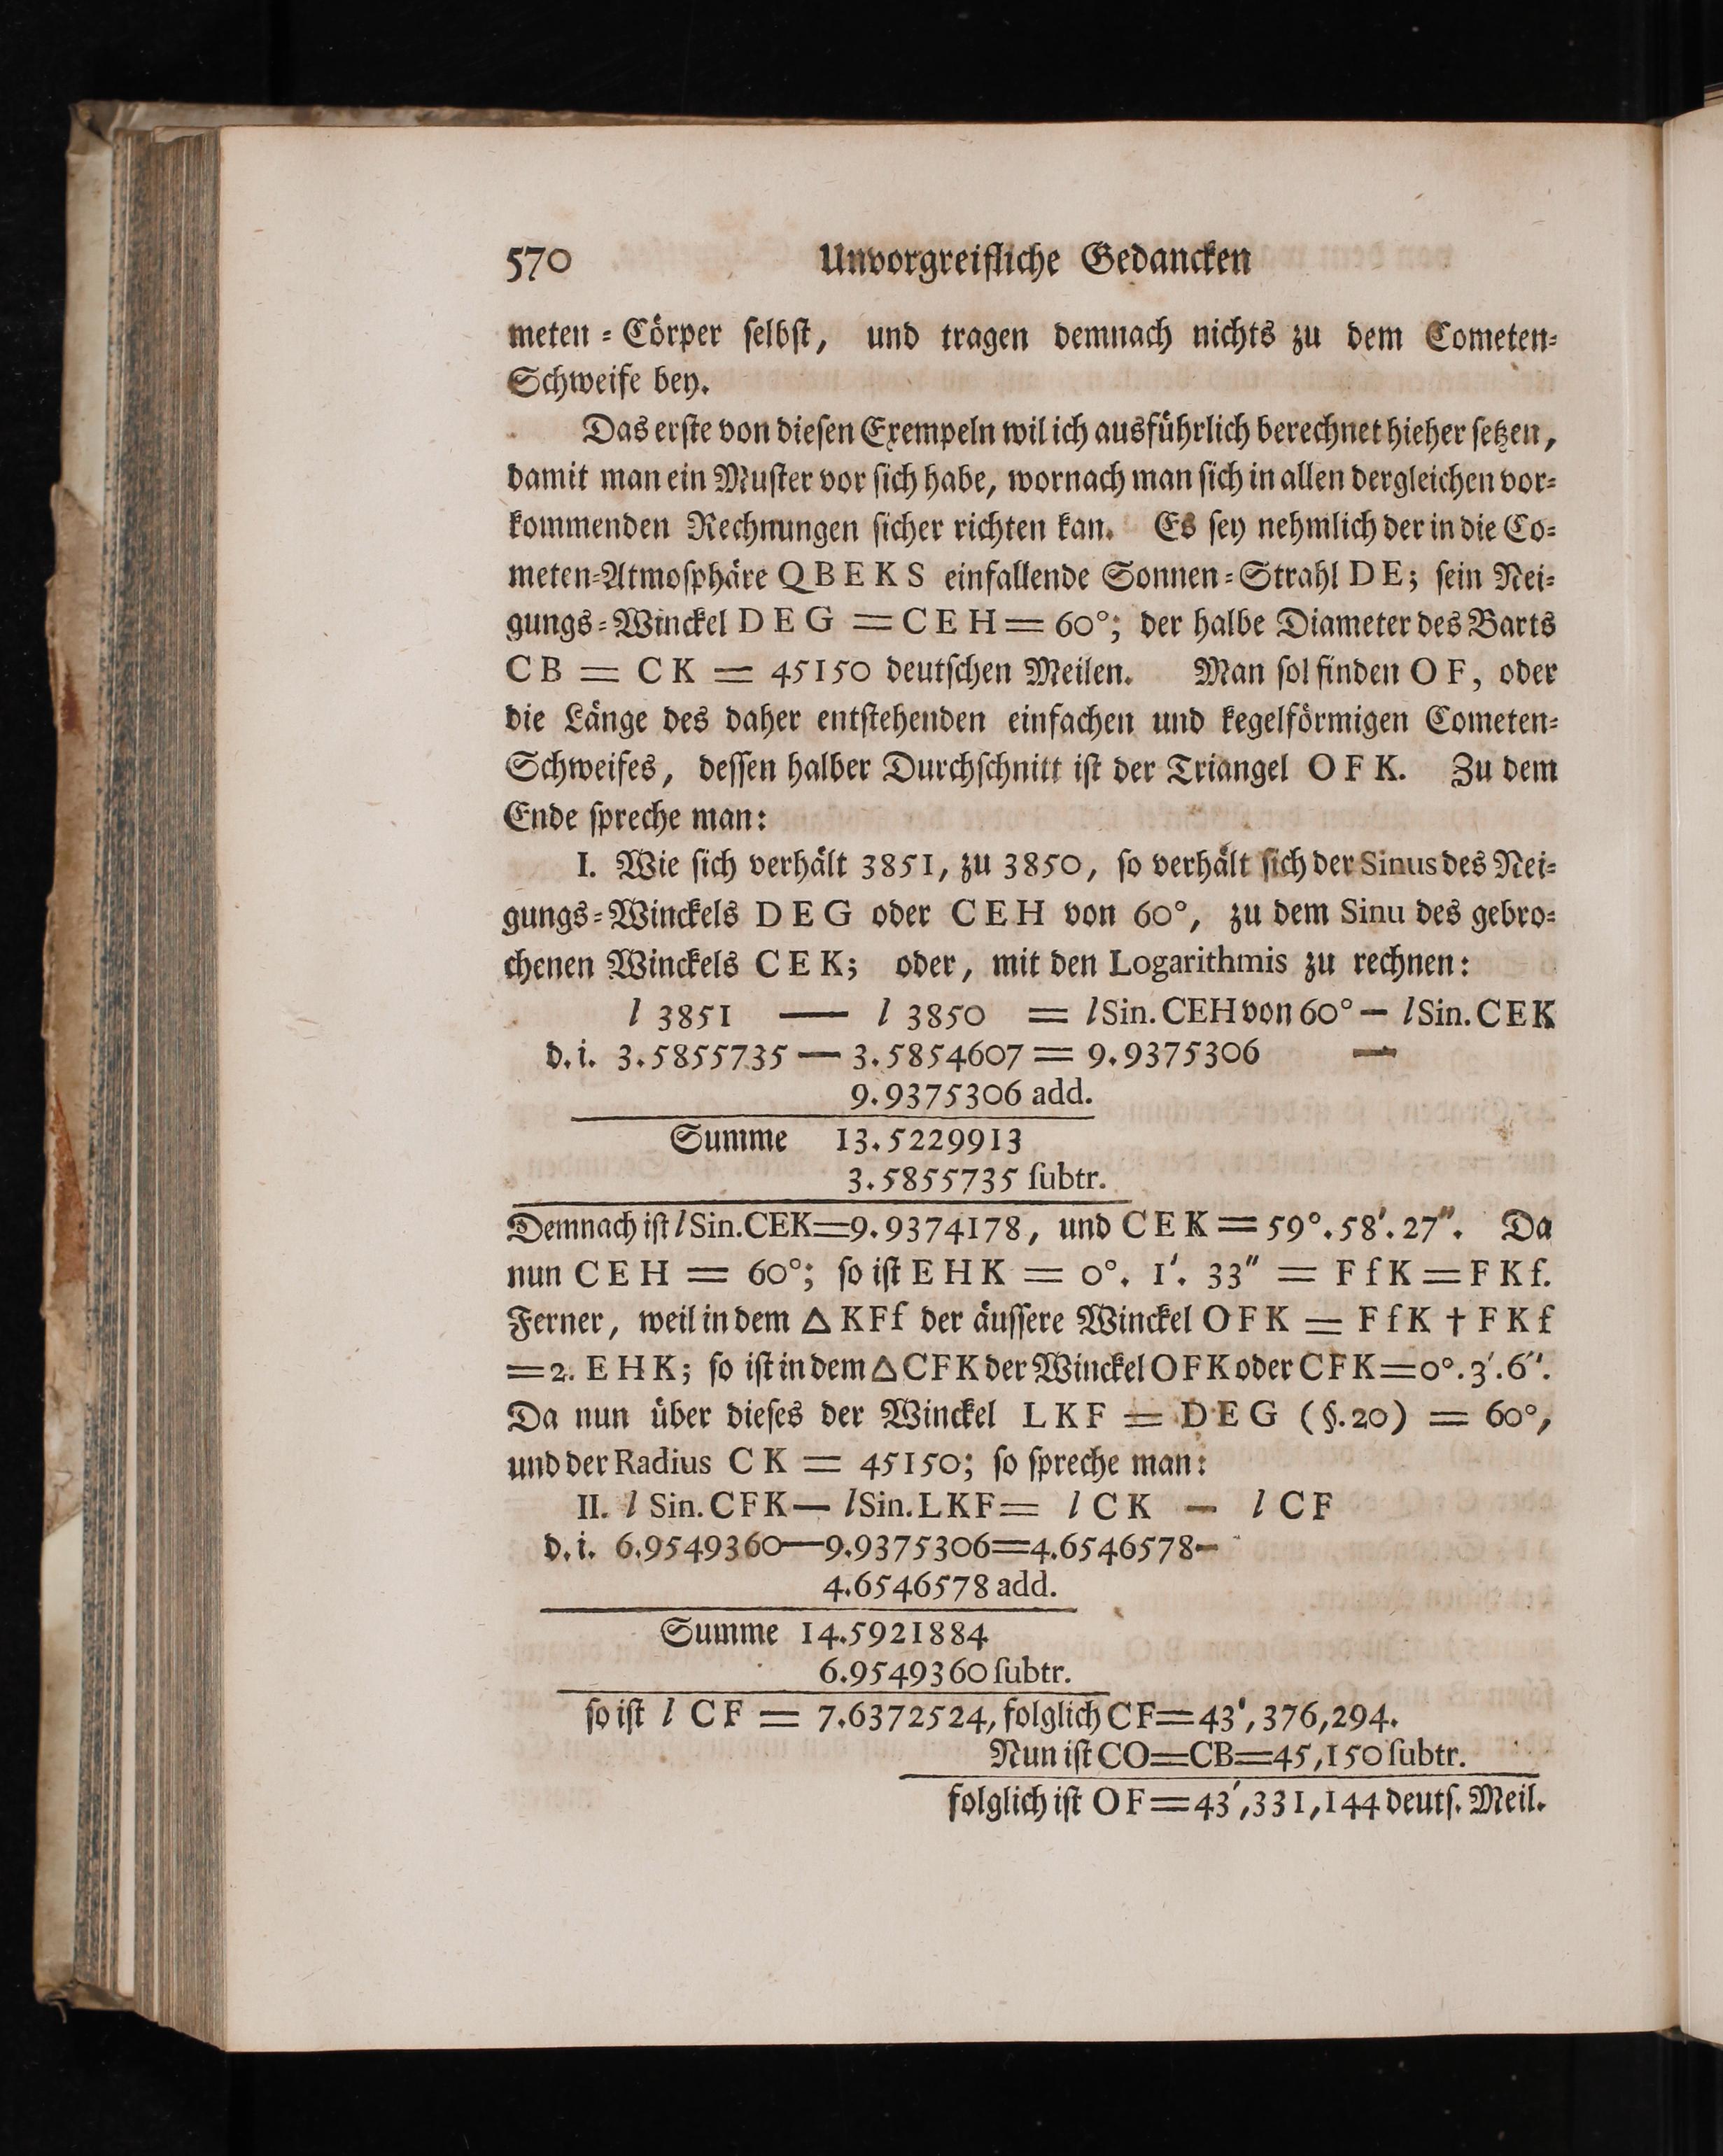 570 Unvorgreifliche Gedancken
meten⸗Cörper ſelbſt, und tragen demnach nichts zu dem Cometen⸗
Schweife bey.
Das erſte von dieſen Exempeln wil ich ausführlich berechnet hieher ſetzen,
damit man ein Muſter vor ſich habe, wornach man ſich in allen dergleichen vor⸗
kommenden Rechnungen ſicher richten kan. Es ſey nehmlich der in die Co⸗
meten⸗Atmoſphäre QBEKS einfallende Sonnen⸗Strahl DE; ſein Nei⸗
gungs⸗Winckel DEG = CEH = 60°; der halbe Diameter des Barts
CB = CK = 45150 deutſchen Meilen. Man ſol finden OF, oder
die Länge des daher entſtehenden einfachen und kegelförmigen Cometen⸗
Schweifes, deſſen halber Durchſchnitt iſt der Triangel OFK. Zu dem
Ende ſpreche man:
I. Wie ſich verhält 3851, zu 3850, ſo verhält ſich der Sinus des Nei⸗
gungs⸗Winckels DEG oder CEH von 60°, zu dem Sinu des gebro⸗
chenen Winckels CEK; oder, mit den Logarithmis zu rechnen:
l 3851 — l 3850 = l Sin. CEH von 60° — l Sin. CEK
d. i. 3.5855735 — 3.5854607 = 9.9375306 —
9.9375306 add.
Summe 13.5229913
3.5855735 ſubtr.
Demnach iſt l Sin. CEK = 9.9374178, und CEK = 59°. 58′. 27″. Da
nun CEH = 60°; ſo iſt EHK = 0°. 1′. 33″ = FfK = FKf.
Ferner, weil in dem △ KFf der äuſſere Winckel OFK = FfK † FKf
= 2. EHK; ſo iſt in dem △ CFK der Winckel OFK oder CFK = 0°. 3′. 6″.
Da nun über dieſes der Winckel LKF = DEG (§. 20) = 60°,
und der Radius CK = 45150; ſo ſpreche man:
II. l Sin. CFK — l Sin. LKF = l CK — l CF
d. i. 6.9549360 — 9.9375306 = 4.6546578 —
4.6546578 add.
Summe 14.5921884
6.9549360 ſubtr.
ſo iſt l CF = 7.6372524, folglich CF = 43′,376,294.
Nun iſt CO = CB = 45,150 ſubtr.
folglich iſt OF = 43′,331,144 deutſ. Meil.